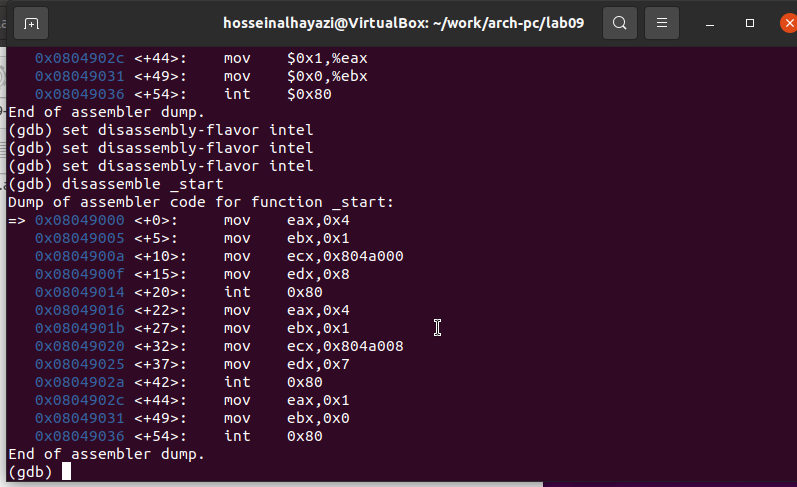 hosseinalhayazi@VirtualBox: ~/work/arch-pc/lab09
0x0804902c <+44>: mov $0x1,%eax
0x08049031 <+49>: mov $0x0,%ebx
0x08049036 <+54>: int $0x80
End of assembler dump.
(gdb) set disassembly-flavor intel
(gdb) set disassembly-flavor intel
(gdb) set disassembly-flavor intel
(gdb) disassemble _start
Dump of assembler code for function _start:
=> 0x08049000 <+0>: mov eax,0x4
0x08049005 <+5>: mov ebx,0x1
0x0804900a <+10>: mov ecx,0x804a000
0x0804900f <+15>: mov edx,0x8
0x08049014 <+20>: int 0x80
0x08049016 <+22>: mov eax,0x4
0x0804901b <+27>: mov ebx,0x1
0x08049020 <+32>: mov ecx,0x804a008
0x08049025 <+37>: mov edx,0x7
0x0804902a <+42>: int 0x80
0x0804902c <+44>: mov eax,0x1
0x08049031 <+49>: mov ebx,0x0
0x08049036 <+54>: int 0x80
End of assembler dump.
(gdb)